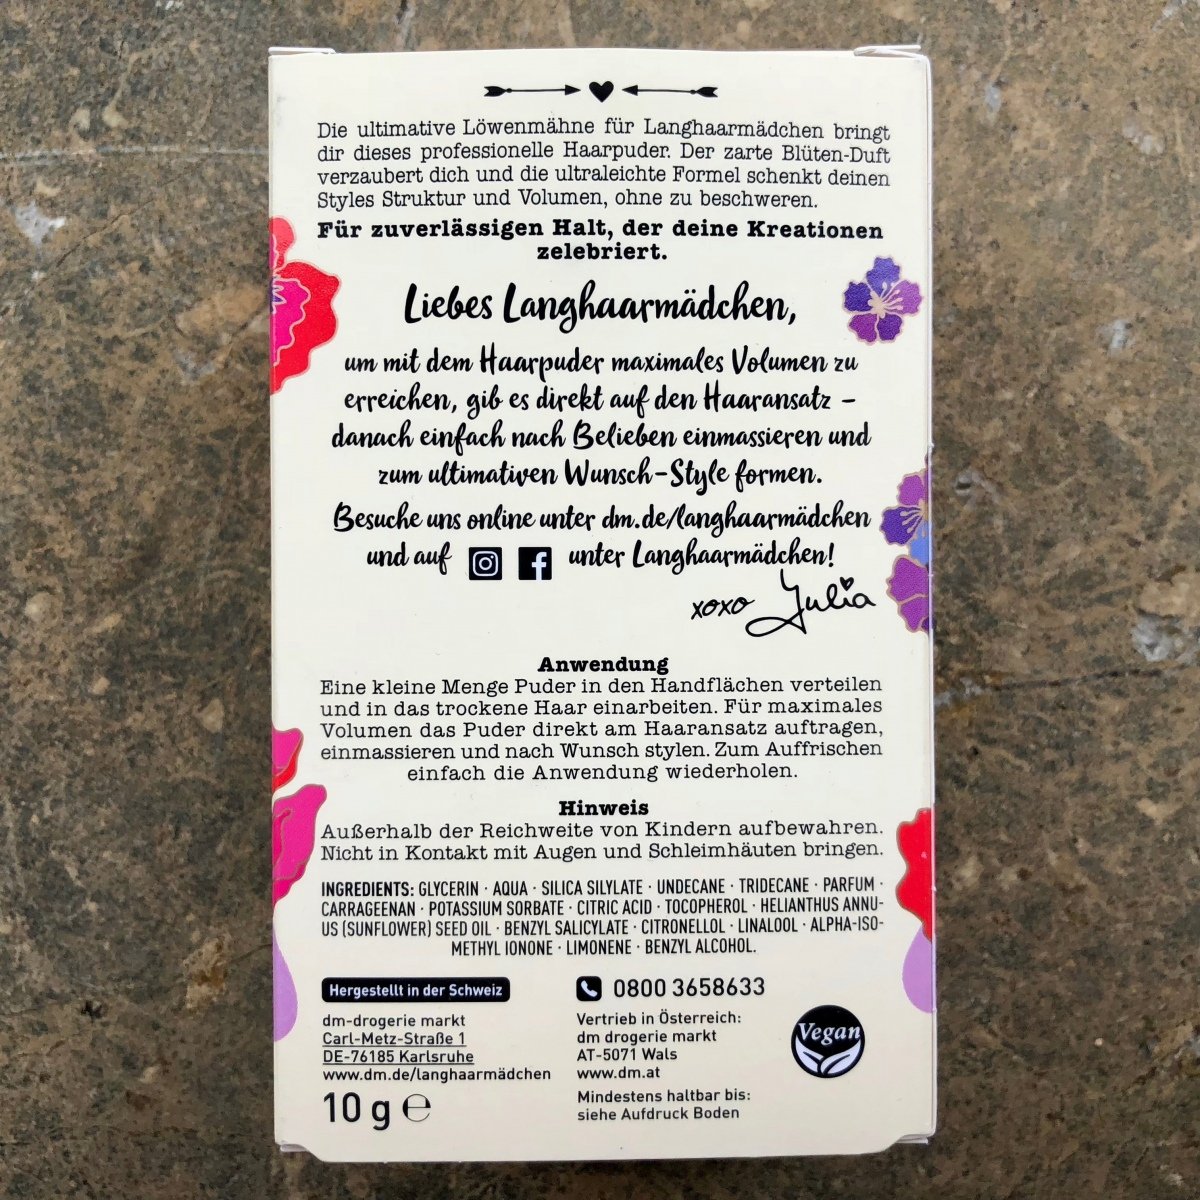 Die ultimative Löwenmähne für Langhaarmädchen bringt
dir dieses professionelle Haarpuder. Der zarte Blüten-Duft
verzaubert dich und die ultraleichte Formel schenkt deinen
Styles Struktur und Volumen, ohne zu beschweren.
Für zuverlässigen Halt, der deine Kreationen
zelebriert.
Liebes Langhaarmädchen,
um mit dem Haarpuder maximales Volumen zu
erreichen, gib es direkt auf den Haaransatz –
danach einfach nach Belieben einmassieren und
zum ultimativen Wunsch-Style formen.
Besuche uns online unter dm.de/langhaarmädchen
und auf unter Langhaarmädchen!
xoxo Julia
Anwendung
Eine kleine Menge Puder in den Handflächen verteilen
und in das trockene Haar einarbeiten. Für maximales
Volumen das Puder direkt am Haaransatz auftragen,
einmassieren und nach Wunsch stylen. Zum Auffrischen
einfach die Anwendung wiederholen.
Hinweis
Außerhalb der Reichweite von Kindern aufbewahren.
Nicht in Kontakt mit Augen und Schleimhäuten bringen.
INGREDIENTS: GLYCERIN · AQUA · SILICA SILYLATE · UNDECANE · TRIDECANE · PARFUM ·
CARRAGEENAN · POTASSIUM SORBATE · CITRIC ACID · TOCOPHEROL · HELIANTHUS ANNU-
US (SUNFLOWER) SEED OIL · BENZYL SALICYLATE · CITRONELLOL · LINALOOL · ALPHA-ISO-
METHYL IONONE · LIMONENE · BENZYL ALCOHOL.
Hergestellt in der Schweiz
dm-drogerie markt
Carl-Metz-Straße 1
DE-76185 Karlsruhe
www.dm.de/langhaarmädchen
10 g ℮
0800 3658633
Vertrieb in Österreich:
dm drogerie markt
AT-5071 Wals
www.dm.at
Mindestens haltbar bis:
siehe Aufdruck Boden
Vegan